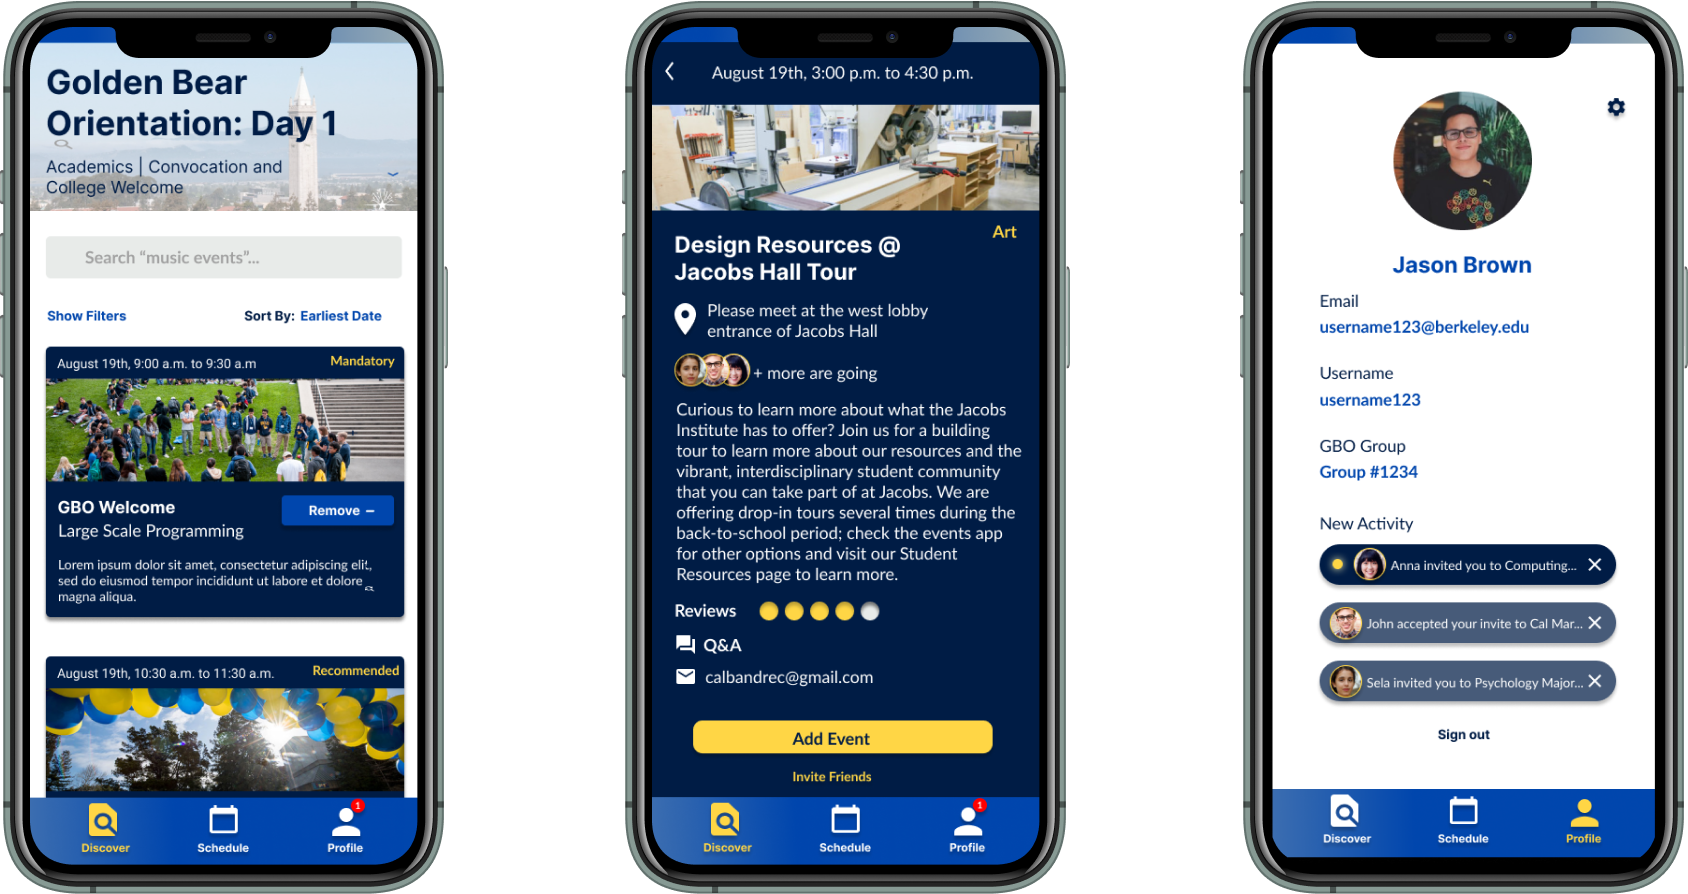 Golden Bear
Orientation: Day 1
Academics | Convocation and
College Welcome
Search “music events”...
Show Filters
Sort By: Earliest Date
August 19th, 9:00 a.m. to 9:30 a.m
Mandatory
GBO Welcome
Large Scale Programming
Remove –
Lorem ipsum dolor sit amet, consectetur adipiscing elit,
sed do eiusmod tempor incididunt ut labore et dolore
magna aliqua.
August 19th, 10:30 a.m. to 11:30 a.m.
Recommended
Discover
Schedule
1
Profile
August 19th, 3:00 p.m. to 4:30 p.m.
Art
Design Resources @
Jacobs Hall Tour
Please meet at the west lobby
entrance of Jacobs Hall
+ more are going
Curious to learn more about what the Jacobs
Institute has to offer? Join us for a building
tour to learn more about our resources and the
vibrant, interdisciplinary student community
that you can take part of at Jacobs. We are
offering drop-in tours several times during the
back-to-school period; check the events app
for other options and visit our Student
Resources page to learn more.
Reviews
Q&A
calbandrec@gmail.com
Add Event
Invite Friends
Discover
Schedule
1
Profile
Jason Brown
Email
username123@berkeley.edu
Username
username123
GBO Group
Group #1234
New Activity
Anna invited you to Computing...
John accepted your invite to Cal Mar...
Sela invited you to Psychology Major...
Sign out
Discover
Schedule
Profile